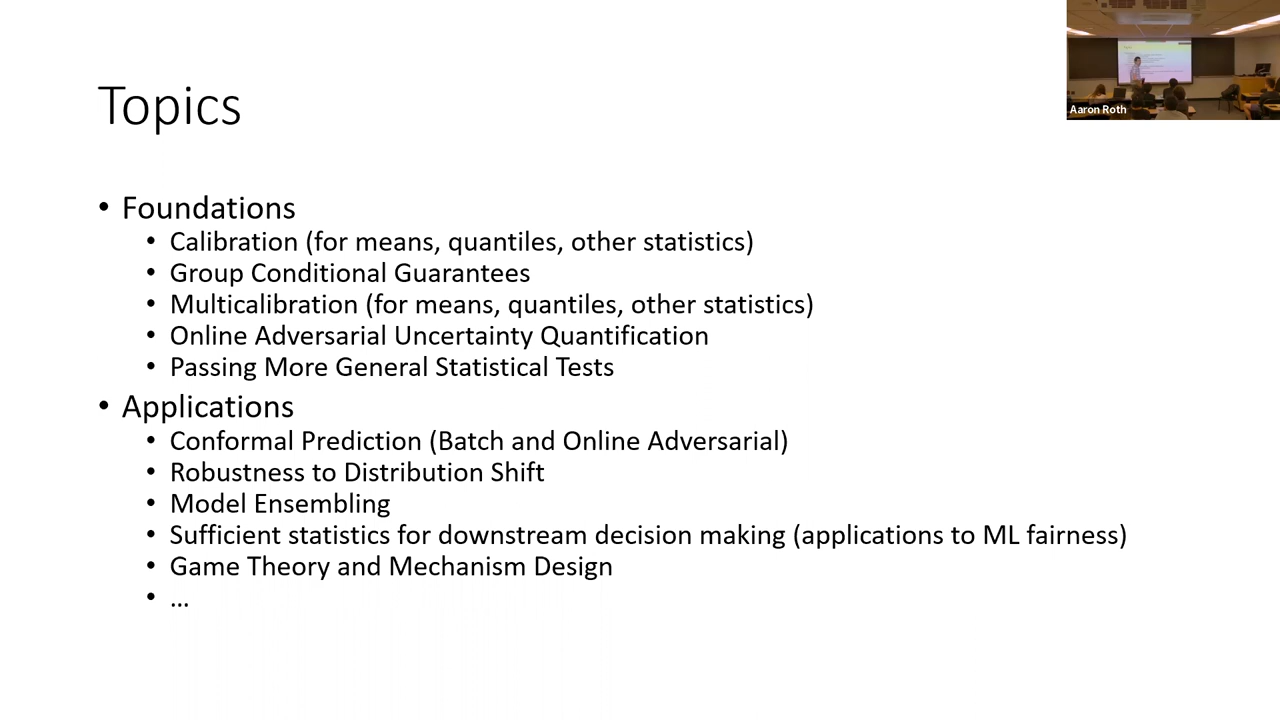 Topics
Aaron Roth
• Foundations
• Calibration (for means, quantiles, other statistics)
• Group Conditional Guarantees
• Multicalibration (for means, quantiles, other statistics)
• Online Adversarial Uncertainty Quantification
• Passing More General Statistical Tests
• Applications
• Conformal Prediction (Batch and Online Adversarial)
• Robustness to Distribution Shift
• Model Ensembling
• Sufficient statistics for downstream decision making (applications to ML fairness)
• Game Theory and Mechanism Design
• …